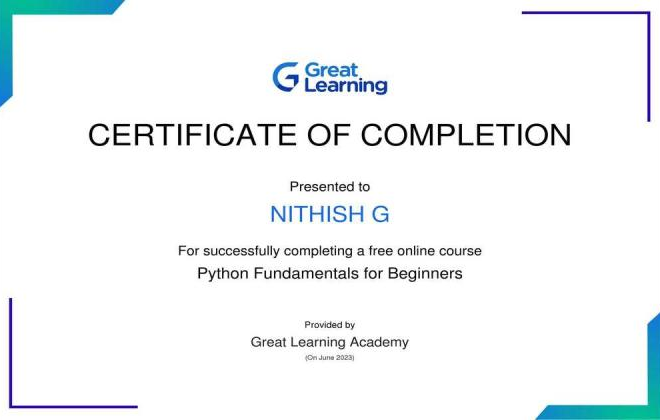 Great
Learning
CERTIFICATE OF COMPLETION
Presented to
NITHISH G
For successfully completing a free online course
Python Fundamentals for Beginners
Provided by
Great Learning Academy
(On June 2023)